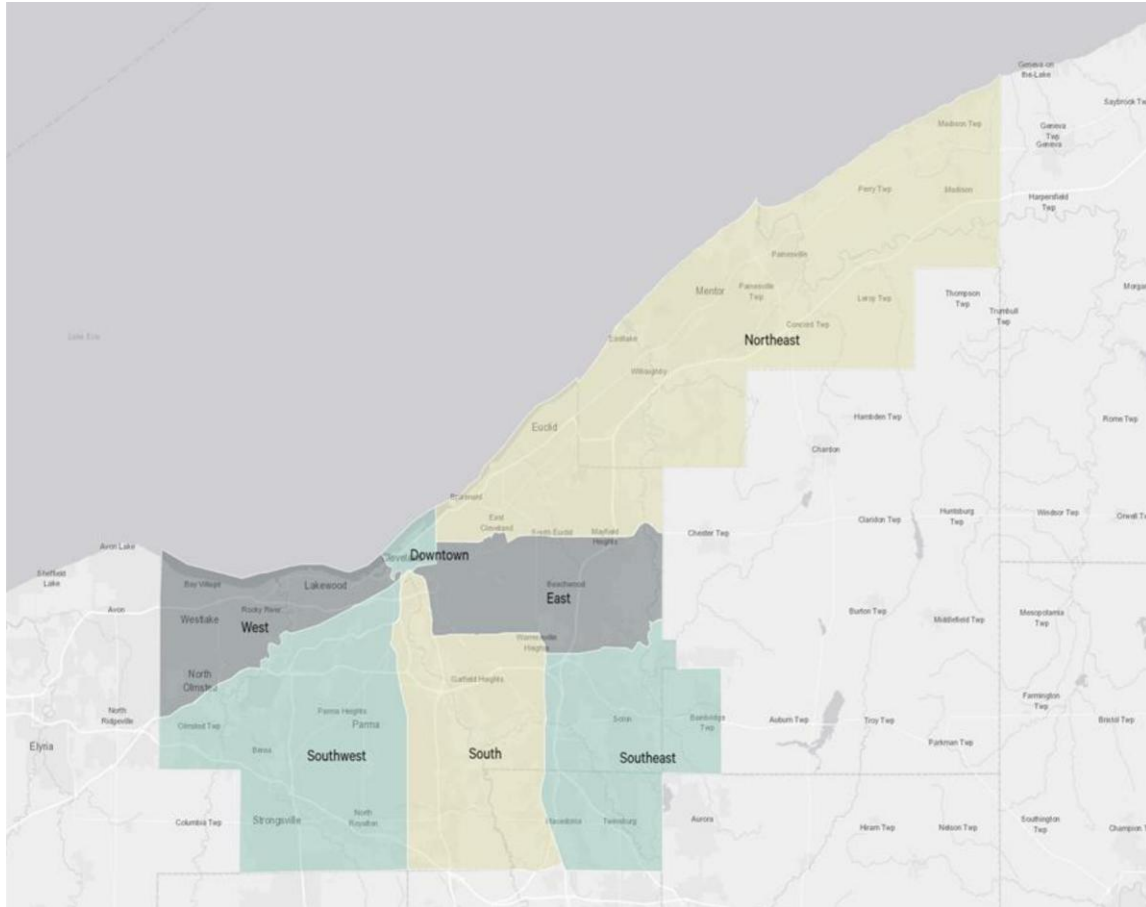 Geneva on
the-Lake
Saybrook Twp
Madison Twp
Geneva
Twp
Geneva
Perry Twp
Madison
Harpersfield
Twp
Painesville
Mentor
Painesville
Twp
Leroy Twp
Thompson
Twp
Morgan
Trumbull
Twp
Concord Twp
Lake Erie
Eastlake
Northeast
Willoughby
Hambden Twp
Rome Twp
Euclid
Chardon
Bratenahl
East
Cleveland
South Euclid
Mayfield
Heights
Chester Twp
Claridon Twp
Huntsburg
Twp
Windsor Twp
Orwell
Avon Lake
Cleveland
Downtown
Sheffield
Lake
Bay Village
Lakewood
Beachwood
East
Avon
Westlake
Rocky River
West
Burton Twp
Middlefield Twp
Mesopotamia
Twp
Warrensville
Heights
North
Olmsted
Garfield Heights
Farmington
Twp
North
Ridgeville
Olmsted Twp
Parma Heights
Parma
Solon
Bainbridge
Twp
Auburn Twp
Troy Twp
Bristol Twp
Elyria
Berea
Southwest
South
Southeast
Parkman Twp
Columbia Twp
Strongsville
North
Royalton
Macedonia
Twinsburg
Aurora
Hiram Twp
Nelson Twp
Southington
Twp
Champion